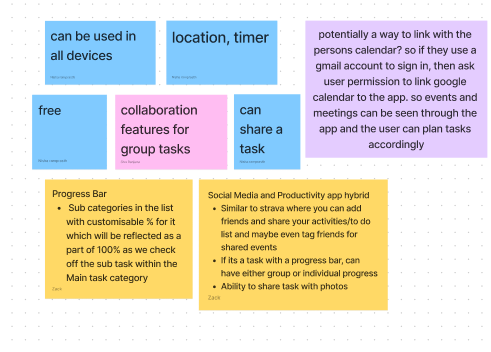 can be used in
all devices
location, timer
potentially a way to link with the
persons calendar? so if they use a
gmail account to sign in, then ask
user permission to link google
calendar to the app. so events and
meetings can be seen through the
app and the user can plan tasks
accordingly
free
collaboration
features for
group tasks
can
share a
task
Progress Bar
• Sub categories in the list
with customisable % for it
which will be reflected as a
part of 100% as we check
off the sub task within the
Main task category
Zack
Social Media and Productivity app hybrid
• Similar to strava where you can add
friends and share your activities/to do
list and maybe even tag friends for
shared events
• If its a task with a progress bar, can
have either group or individual progress
• Ability to share task with photos
Zack